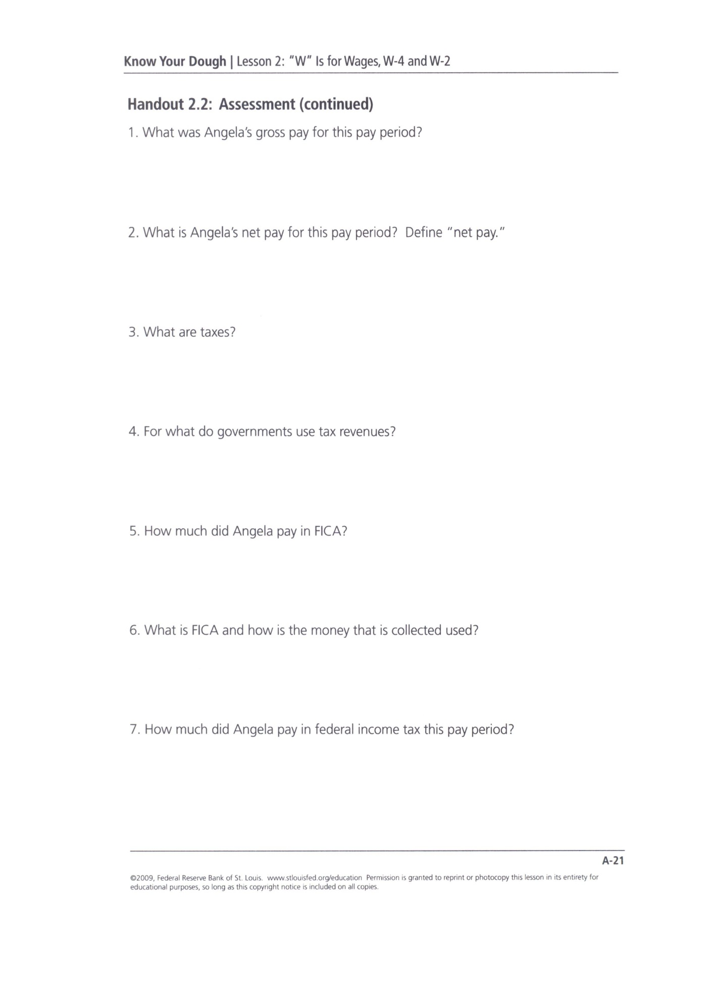 Know Your Dough | Lesson 2: “W” Is for Wages, W-4 and W-2
Handout 2.2: Assessment (continued)
1. What was Angela’s gross pay for this pay period?
2. What is Angela’s net pay for this pay period? Define “net pay.”
3. What are taxes?
4. For what do governments use tax revenues?
5. How much did Angela pay in FICA?
6. What is FICA and how is the money that is collected used?
7. How much did Angela pay in federal income tax this pay period?
A-21
©2009, Federal Reserve Bank of St. Louis. www.stlouisfed.org/education Permission is granted to reprint or photocopy this lesson in its entirety for
educational purposes, so long as this copyright notice is included on all copies.